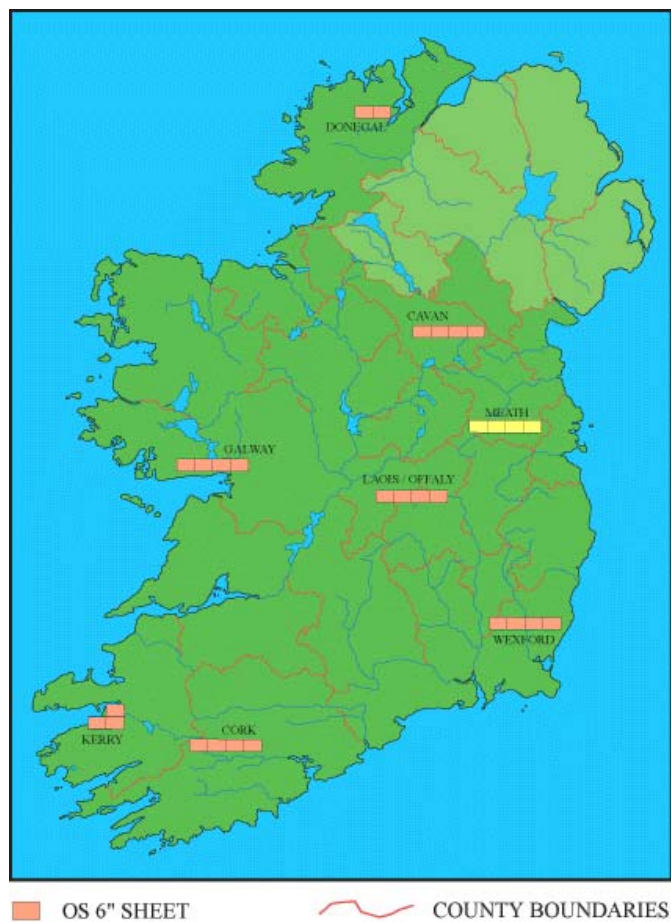 DONEGAL
CAVAN
MEATH
GALWAY
LAOIS / OFFALY
WEXFORD
KERRY
CORK
OS 6" SHEET
COUNTY BOUNDARIES